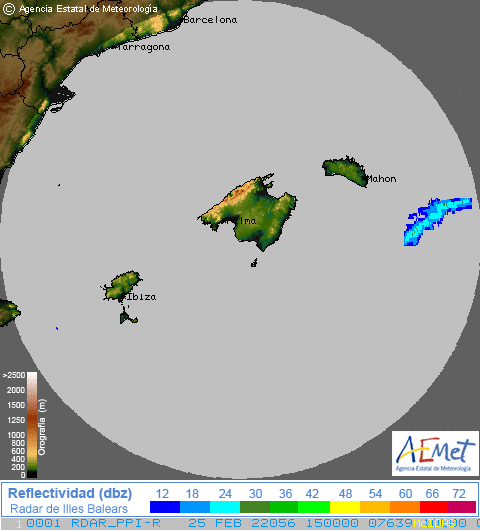 © Agencia Estatal de Meteorología
Barcelona
Tarragona
Mahon
lma
Ibiza
>2500
2000
1500
1000
800
600
400
200
0
Orografía (m)
AEMet
Agencia Estatal de Meteorología
Reflectividad (dbz)
12 18 24 30 36 42 48 54 60 66 72
Radar de Illes Balears
0001 RDAR_PPI-R 25 FEB 22056 150000 07639